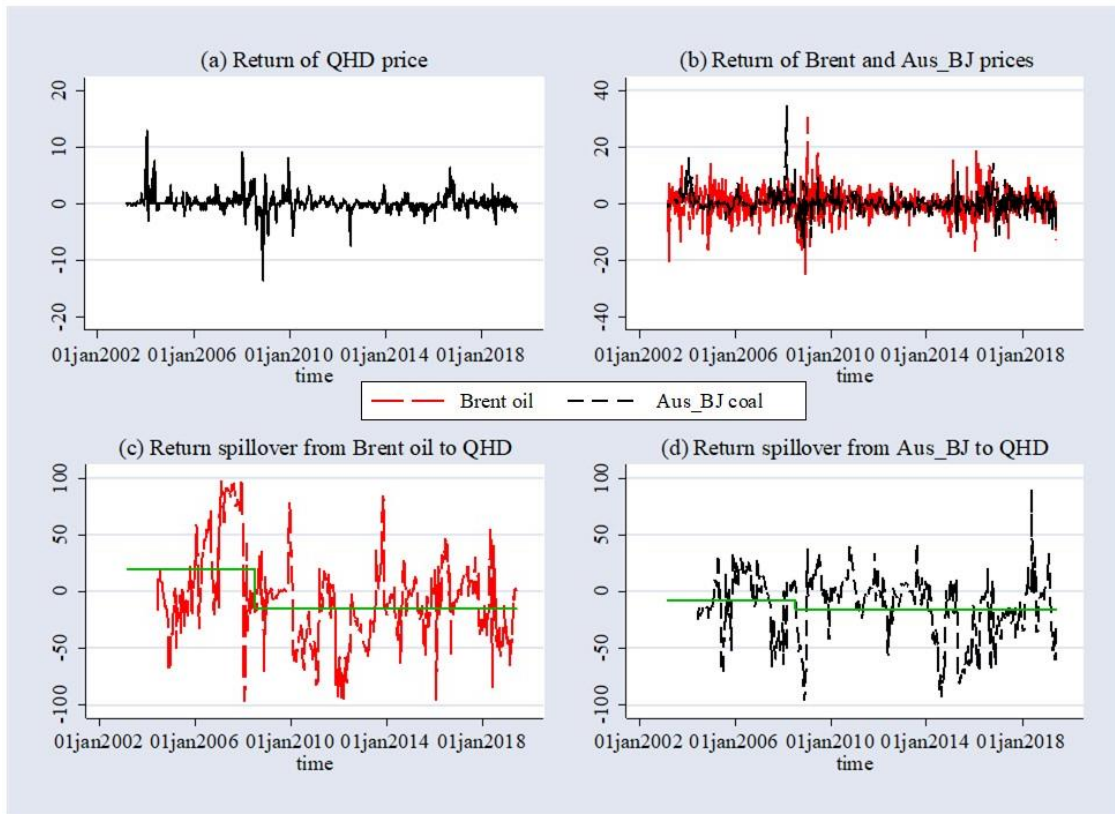 (a) Return of QHD price
20
10
0
-10
-20
01jan2002 01jan2006 01jan2010 01jan2014 01jan2018
time
(b) Return of Brent and Aus_BJ prices
40
20
0
-20
-40
01jan2002 01jan2006 01jan2010 01jan2014 01jan2018
time
Brent oil Aus_BJ coal
(c) Return spillover from Brent oil to QHD
100
50
0
-50
-100
01jan2002 01jan2006 01jan2010 01jan2014 01jan2018
time
(d) Return spillover from Aus_BJ to QHD
100
50
0
-50
-100
01jan2002 01jan2006 01jan2010 01jan2014 01jan2018
time